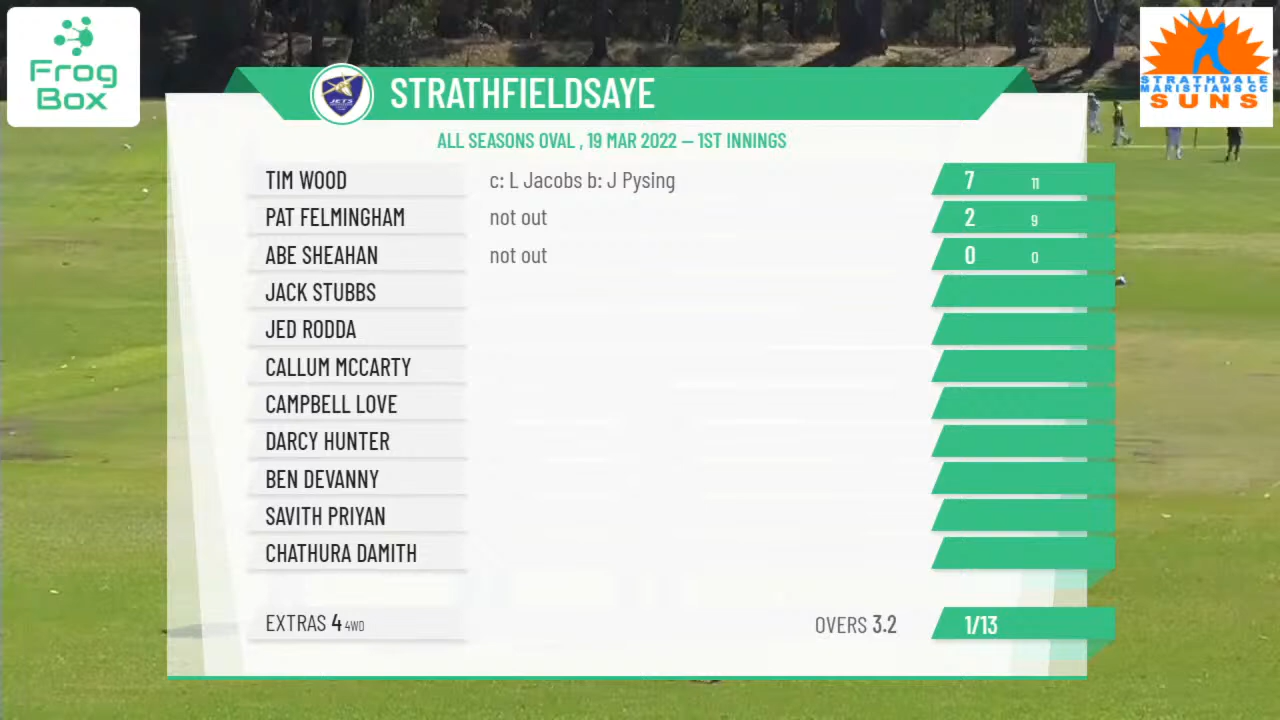 Frog
Box
STRATHFIELDSAYE
JETS
STRATHDALE
MARISTIANS CC
SUNS
ALL SEASONS OVAL , 19 MAR 2022 – 1ST INNINGS
TIM WOOD c: L Jacobs b: J Pysing 7 11
PAT FELMINGHAM not out 2 9
ABE SHEAHAN not out 0 0
JACK STUBBS
JED RODDA
CALLUM MCCARTY
CAMPBELL LOVE
DARCY HUNTER
BEN DEVANNY
SAVITH PRIYAN
CHATHURA DAMITH
EXTRAS 4 4WD OVERS 3.2 1/13